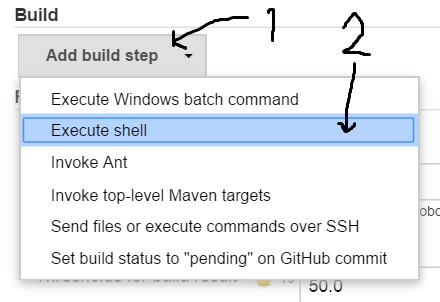 Build
1
Add build step
2
Execute Windows batch command
Execute shell
Invoke Ant
Invoke top-level Maven targets
Send files or execute commands over SSH
Set build status to "pending" on GitHub commit
%
50.0